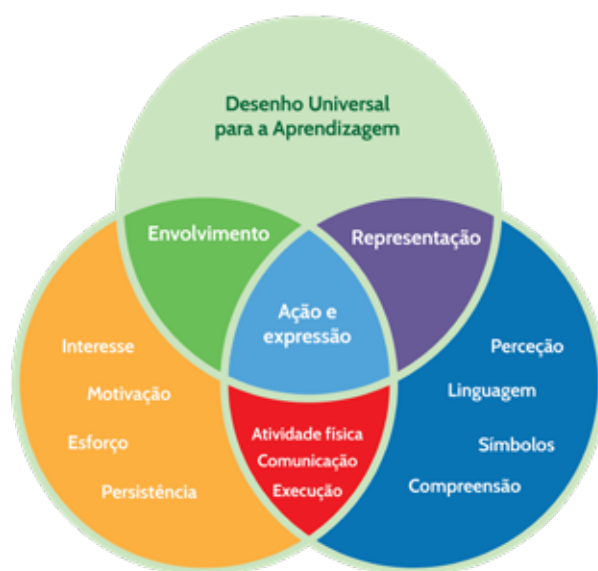 Desenho Universal
para a Aprendizagem
Envolvimento
Representação
Ação e
expressão
Interesse
Motivação
Esforço
Persistência
Atividade física
Comunicação
Execução
Perceção
Linguagem
Símbolos
Compreensão